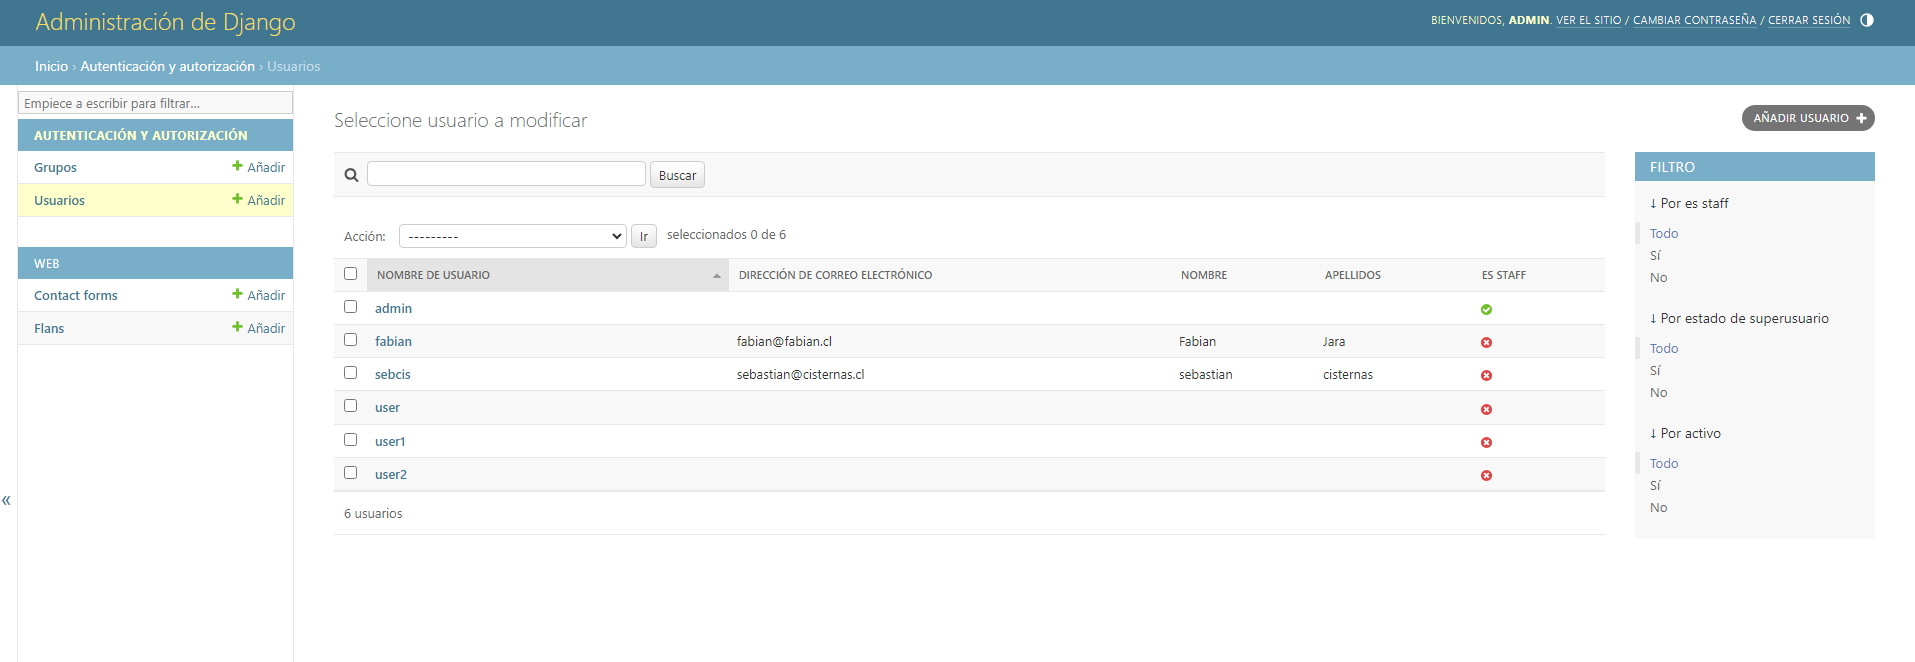 Administración de Django
BIENVENIDOS, ADMIN. VER EL SITIO / CAMBIAR CONTRASEÑA / CERRAR SESIÓN
Inicio › Autenticación y autorización › Usuarios
Empiece a escribir para filtrar...
AUTENTICACIÓN Y AUTORIZACIÓN
Grupos + Añadir
Usuarios + Añadir
WEB
Contact forms + Añadir
Flans + Añadir
«
Seleccione usuario a modificar
AÑADIR USUARIO +
Buscar
Acción: --------- Ir seleccionados 0 de 6
NOMBRE DE USUARIO DIRECCIÓN DE CORREO ELECTRÓNICO NOMBRE APELLIDOS ES STAFF
admin
fabian fabian@fabian.cl Fabian Jara
sebcis sebastian@cisternas.cl sebastian cisternas
user
user1
user2
6 usuarios
FILTRO
↓ Por es staff
Todo
Sí
No
↓ Por estado de superusuario
Todo
Sí
No
↓ Por activo
Todo
Sí
No